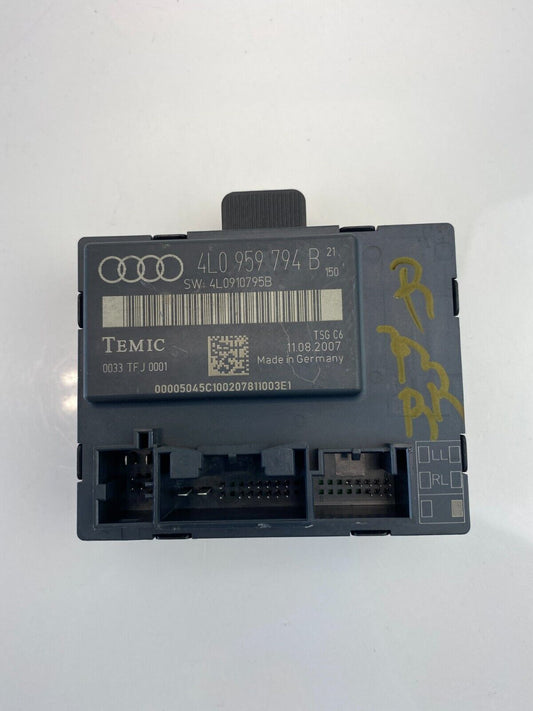 4L0 959 794 B 21
150
SW: 4L0910795B
TEMIC
TSG C6
11.08.2007
0033 TFJ 0001
Made in Germany
00005045C100207811003E1
R
RR
LL
RL